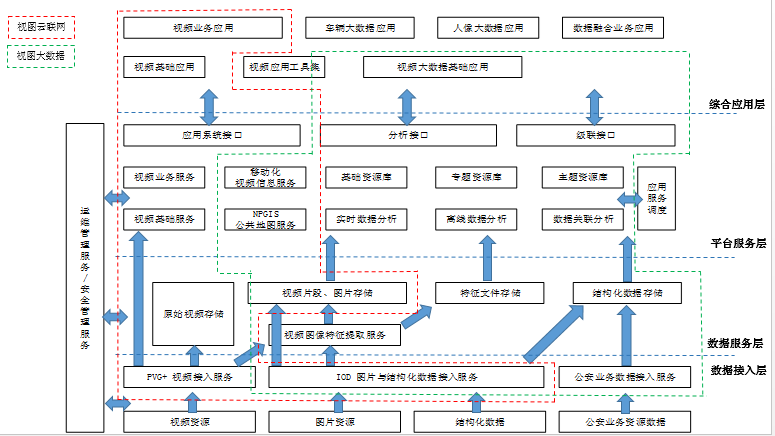 视图云联网
视图大数据
视频业务应用
车辆大数据应用
人像大数据应用
数据融合业务应用
视频基础应用
视频应用工具集
视频大数据基础应用
综合应用层
应用系统接口
分析接口
级联接口
视频业务服务
移动化
视频信息服务
基础资源库
专题资源库
主题资源库
应用
服务
调度
视频基础服务
NPGIS
公共地图服务
实时数据分析
离线数据分析
数据关联分析
平台服务层
运维管理服务/安全管理服务
原始视频存储
视频片段、图片存储
特征文件存储
结构化数据存储
视频图像特征提取服务
数据服务层
数据接入层
PVG+ 视频接入服务
IOD 图片与结构化数据接入服务
公安业务数据接入服务
视频资源
图片资源
结构化数据
公安业务资源数据